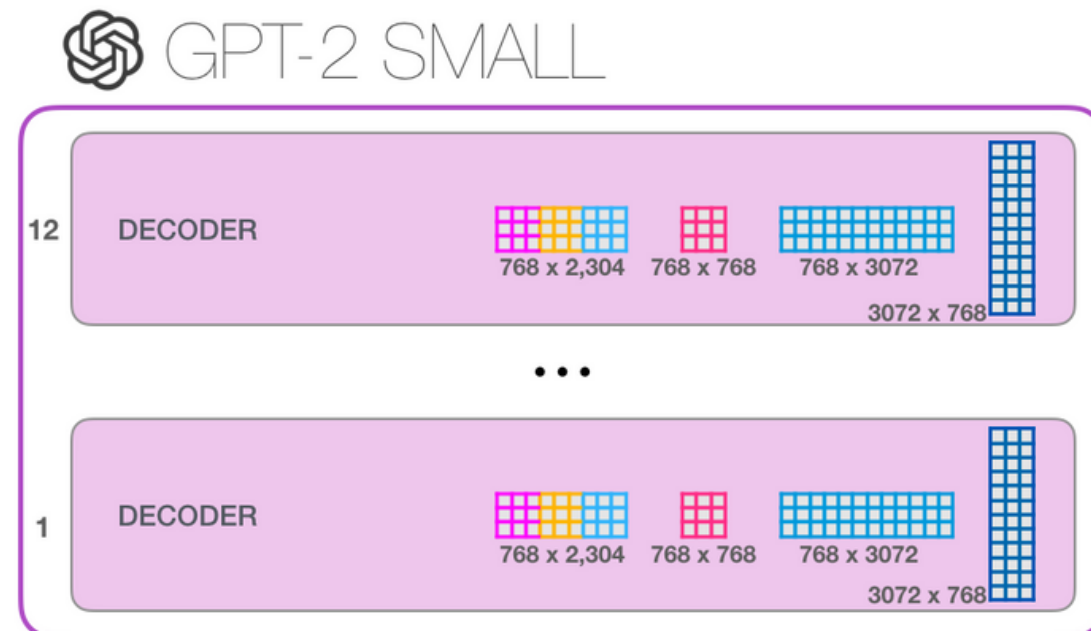 GPT-2 SMALL
12
DECODER
768 x 2,304
768 x 768
768 x 3072
3072 x 768
...
1
DECODER
768 x 2,304
768 x 768
768 x 3072
3072 x 768